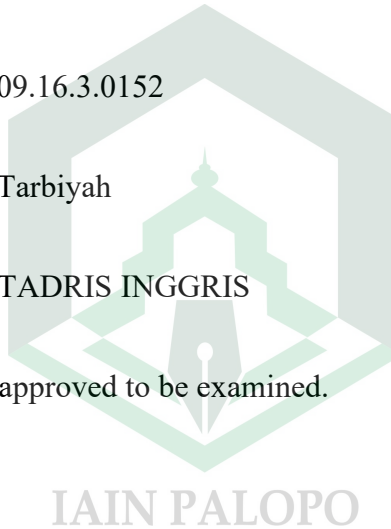 09.16.3.0152
Tarbiyah
TADRIS INGGRIS
approved to be examined.
IAIN PALOPO